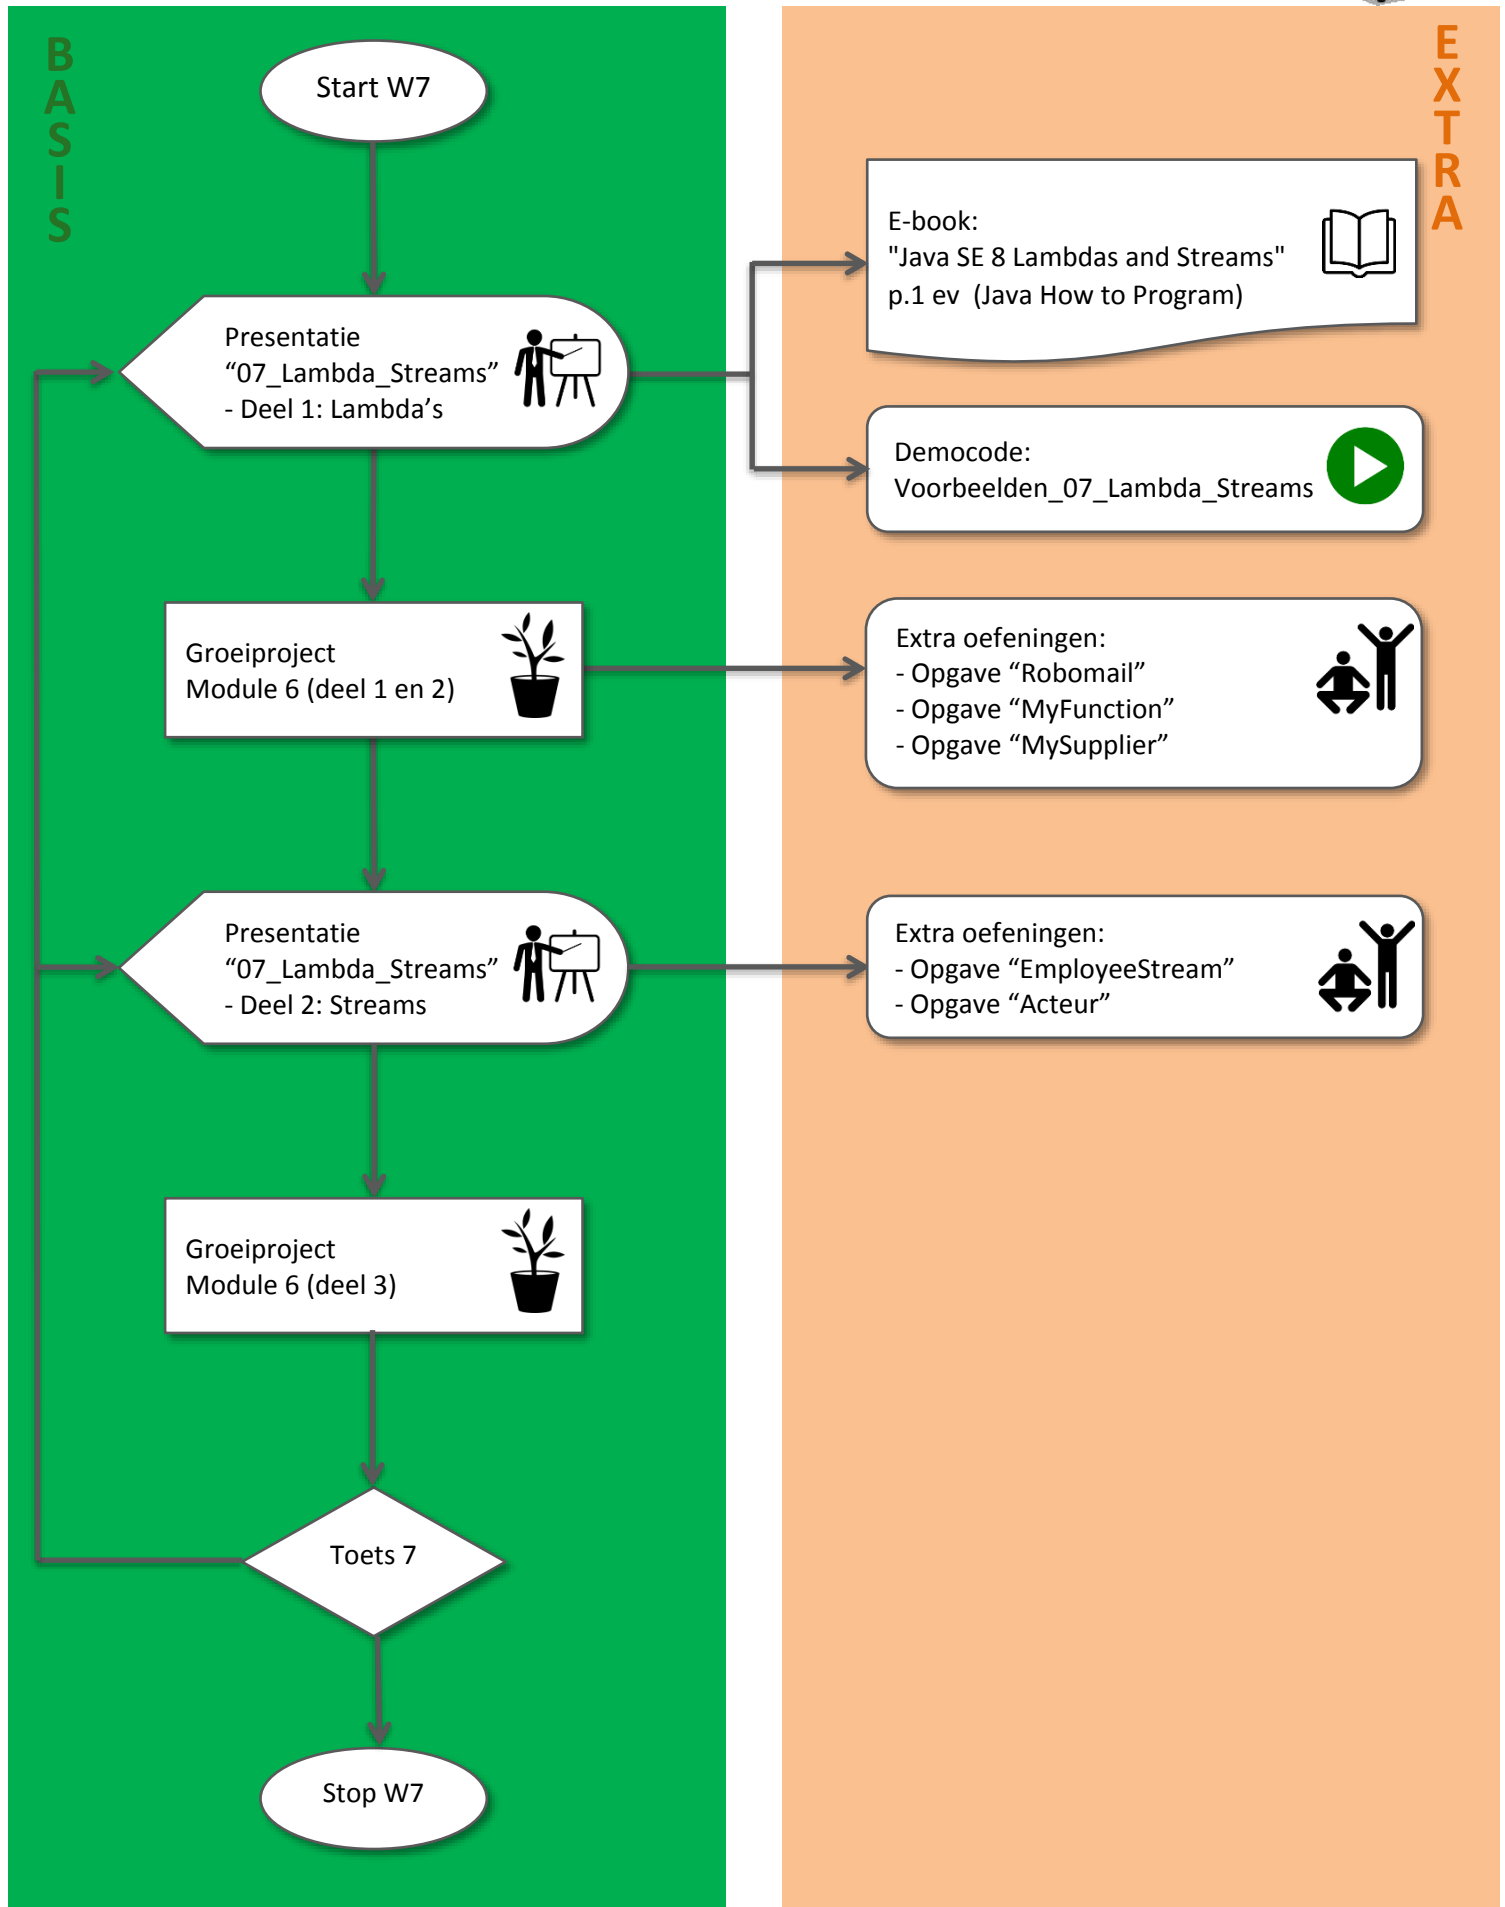 BASIS
EXTRA
Start W7
E-book:
"Java SE 8 Lambdas and Streams"
p.1 ev  (Java How to Program)
Presentatie
“07_Lambda_Streams”
- Deel 1: Lambda’s
Democode:
Voorbeelden_07_Lambda_Streams
Groeiproject
Module 6 (deel 1 en 2)
Extra oefeningen:
- Opgave “Robomail”
- Opgave “MyFunction”
- Opgave “MySupplier”
Presentatie
“07_Lambda_Streams”
- Deel 2: Streams
Extra oefeningen:
- Opgave “EmployeeStream”
- Opgave “Acteur”
Groeiproject
Module 6 (deel 3)
Toets 7
Stop W7